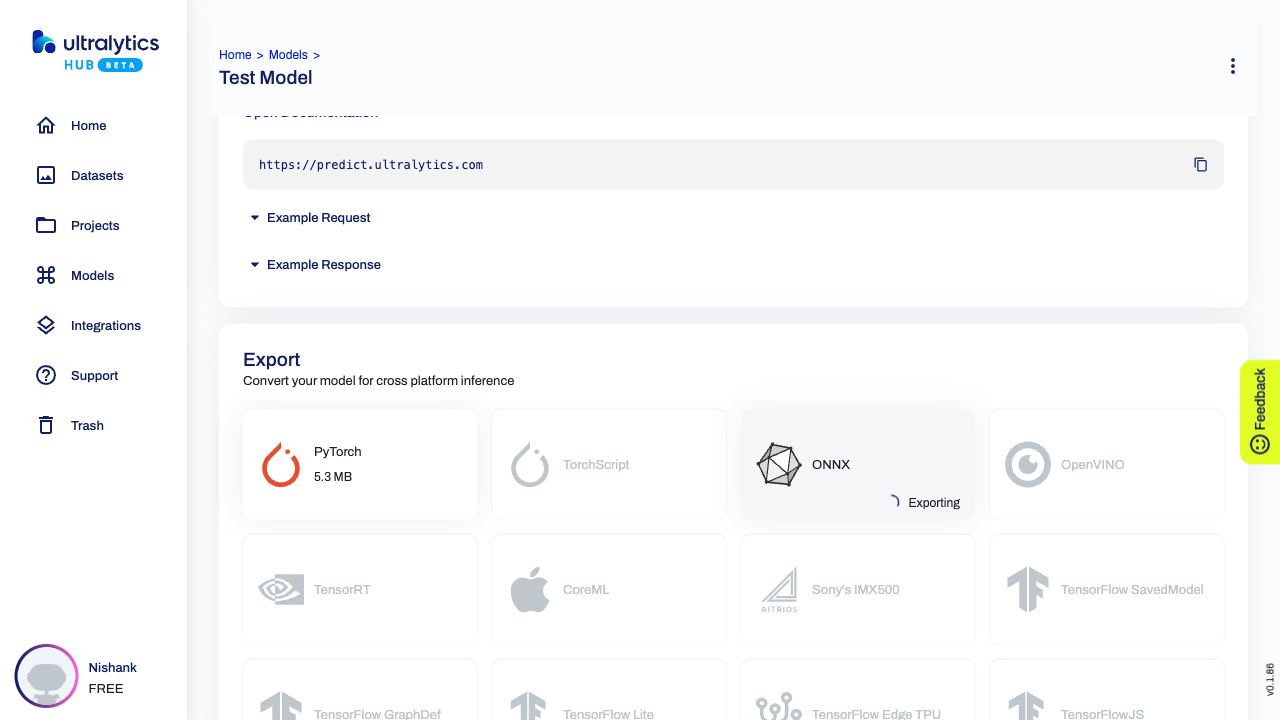 ultralytics
HUB BETA
Home
Datasets
Projects
Models
Integrations
Support
Trash
Nishank
FREE
Home > Models >
Test Model
Open Documentation
https://predict.ultralytics.com
Example Request
Example Response
Export
Convert your model for cross platform inference
PyTorch
5.3 MB
TorchScript
ONNX
Exporting
OpenVINO
TensorRT
CoreML
AITRIOS
Sony's IMX500
TensorFlow SavedModel
TensorFlow GraphDef
TensorFlow Lite
TensorFlow Edge TPU
TensorFlowJS
Feedback
v0.1.86